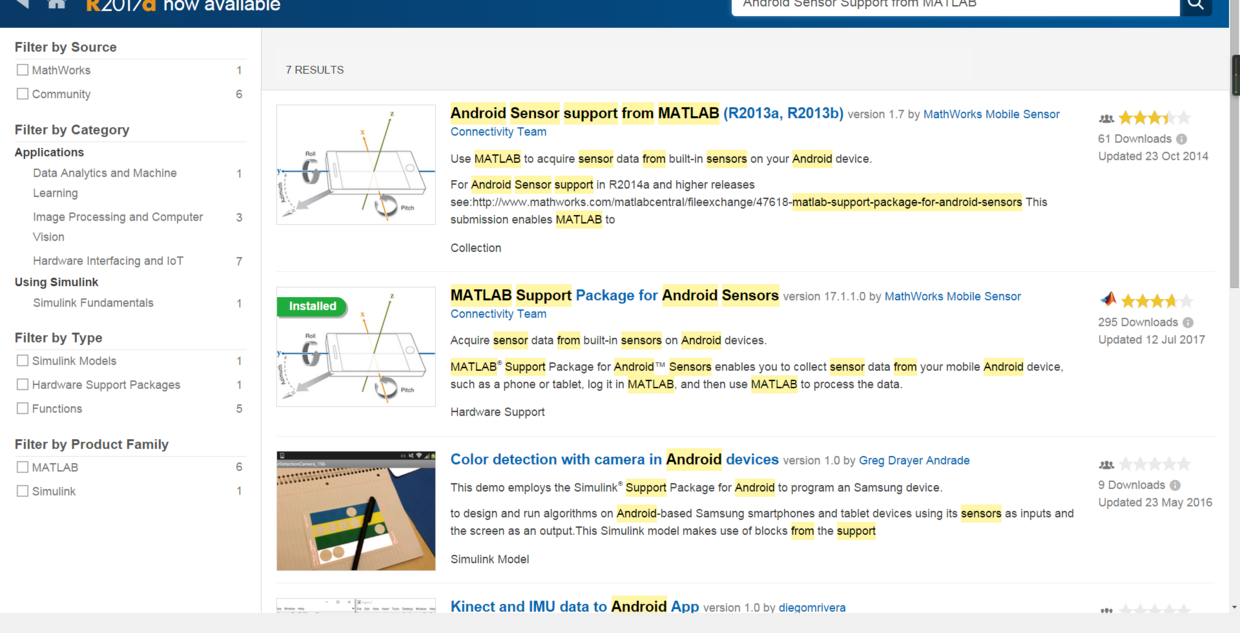 R2017a now available
Android Sensor Support from MATLAB
Filter by Source
MathWorks 1
Community 6
Filter by Category
Applications
Data Analytics and Machine
Learning 1
Image Processing and Computer
Vision 3
Hardware Interfacing and IoT 7
Using Simulink
Simulink Fundamentals 1
Filter by Type
Simulink Models 1
Hardware Support Packages 1
Functions 5
Filter by Product Family
MATLAB 6
Simulink 1
7 RESULTS
z
x
Roll
y
Pitch
Azimuth
Android Sensor support from MATLAB (R2013a, R2013b) version 1.7 by MathWorks Mobile Sensor
Connectivity Team
Use MATLAB to acquire sensor data from built-in sensors on your Android device.
For Android Sensor support in R2014a and higher releases
see:http://www.mathworks.com/matlabcentral/fileexchange/47618-matlab-support-package-for-android-sensors This
submission enables MATLAB to
Collection
61 Downloads
Updated 23 Oct 2014
Installed
z
x
Roll
y
Pitch
Azimuth
MATLAB Support Package for Android Sensors version 17.1.1.0 by MathWorks Mobile Sensor
Connectivity Team
Acquire sensor data from built-in sensors on Android devices.
MATLAB® Support Package for Android™ Sensors enables you to collect sensor data from your mobile Android device,
such as a phone or tablet, log it in MATLAB, and then use MATLAB to process the data.
Hardware Support
295 Downloads
Updated 12 Jul 2017
Color detection with camera in Android devices version 1.0 by Greg Drayer Andrade
This demo employs the Simulink® Support Package for Android to program an Samsung device.
to design and run algorithms on Android-based Samsung smartphones and tablet devices using its sensors as inputs and
the screen as an output.This Simulink model makes use of blocks from the support
Simulink Model
9 Downloads
Updated 23 May 2016
Kinect and IMU data to Android App version 1.0 by diegomrivera